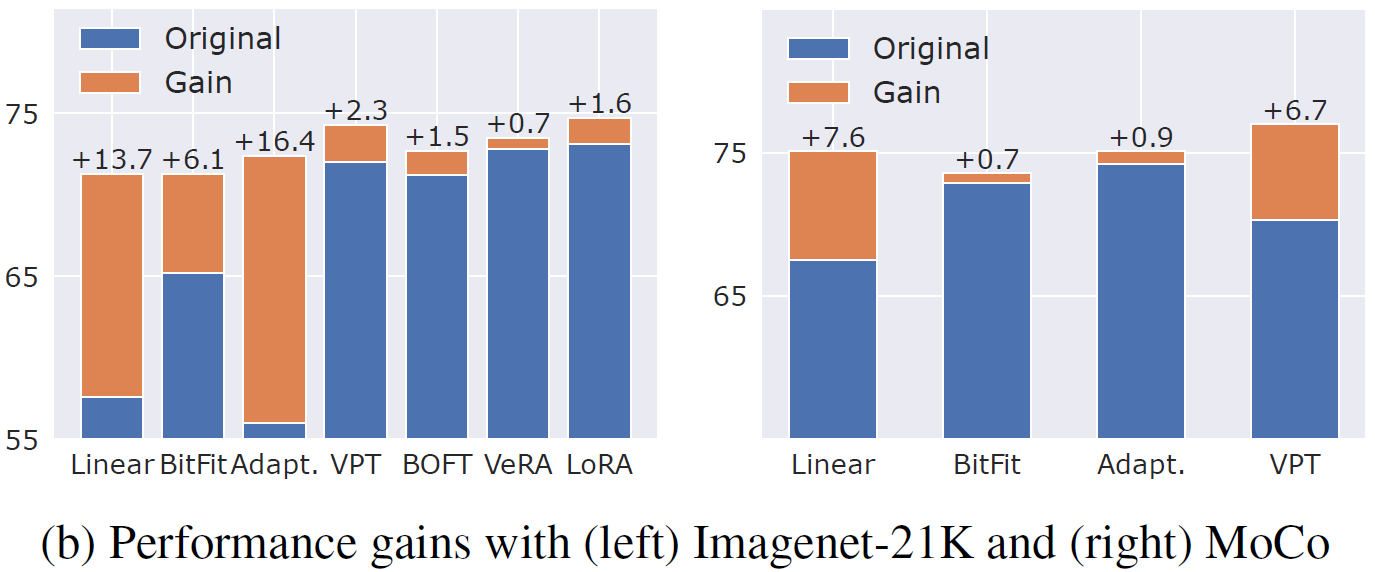 Original
Gain
75
65
55
+13.7
+6.1
+16.4
+2.3
+1.5
+0.7
+1.6
Linear BitFit Adapt. VPT BOFT VeRA LoRA
Original
Gain
75
65
+7.6
+0.7
+0.9
+6.7
Linear BitFit Adapt. VPT
(b) Performance gains with (left) Imagenet-21K and (right) MoCo